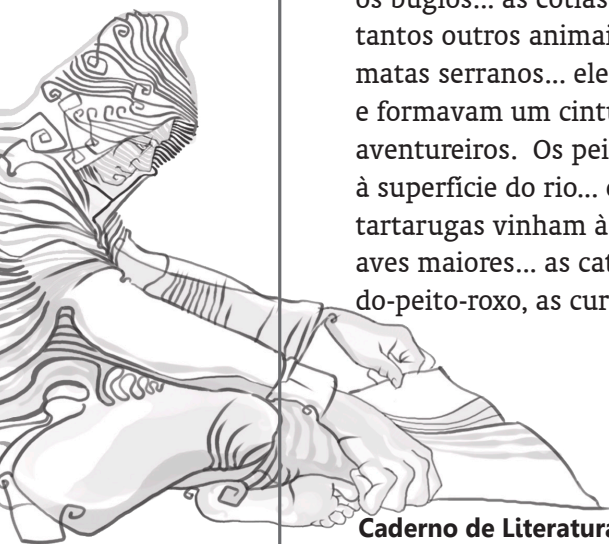 os bugios... as cotias
tantos outros animai
matas serranos... ele
e formavam um cint
aventureiros. Os pei
à superfície do rio...
tartarugas vinham à
aves maiores... as cat
do-peito-roxo, as cur
Caderno de Literatura